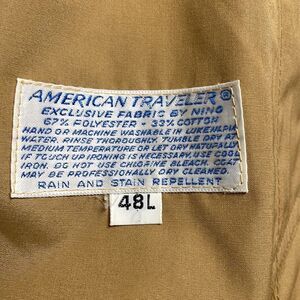 AMERICAN TRAVELER®
EXCLUSIVE FABRIC BY NINO
67% POLYESTER - 33% COTTON
HAND OR MACHINE WASHABLE IN LUKEWARM
WATER. RINSE THOROUGHLY. TUMBLE DRY AT
MEDIUM TEMPERATURE OR LET DRY NATURALLY
IF TOUCH UP IRONING IS NECESSARY, USE COOL
IRON. DO NOT USE CHLORINE BLEACH. COAT
MAY BE PROFESSIONALLY DRY CLEANED.
RAIN AND STAIN REPELLENT
48L